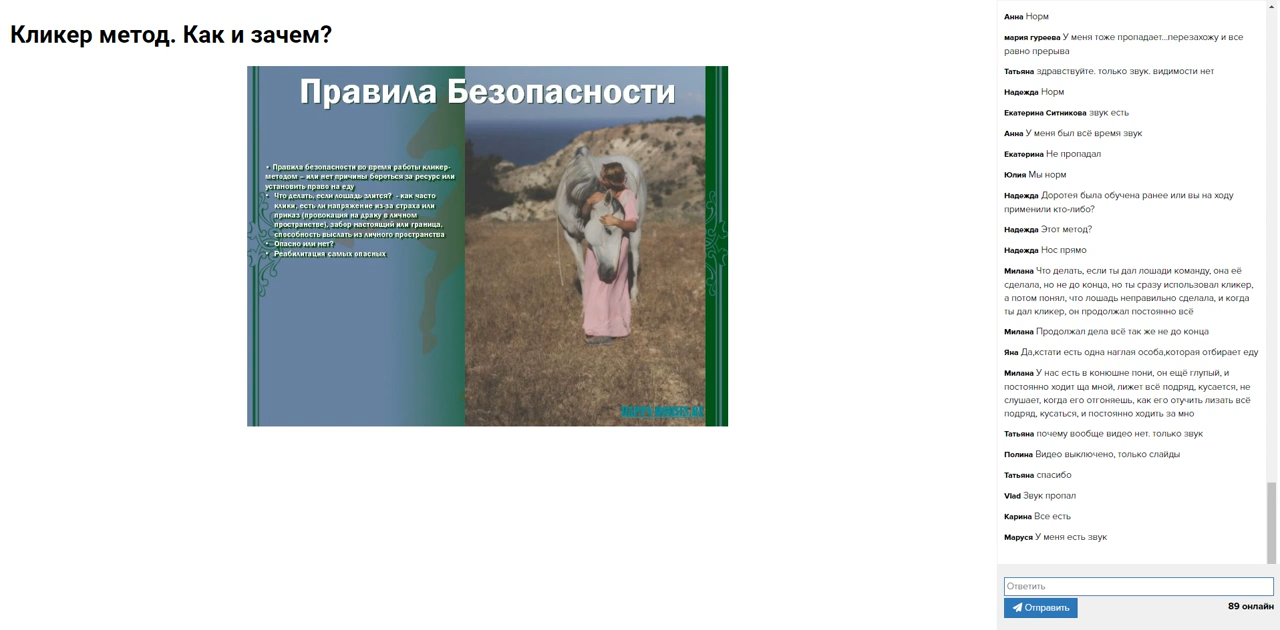 Кликер метод. Как и зачем?
Правила Безопасности
• Правила безопасности во время работы кликер-
методом – или нет причины бороться за ресурс или
установить право на еду
• Что делать, если лошадь злится? - как часто
клики, есть ли напряжение из-за страха или
приказ (провокация на драку в личном
пространстве), забор настоящий или граница,
способность выслать из личного пространства
• Опасно или нет?
• Реабилитация самых опасных
Анна Норм
мария гуреева У меня тоже пропадает...перезахожу и все
равно прерыва
Татьяна здравствуйте. только звук. видимости нет
Надежда Норм
Екатерина Ситникова звук есть
Анна У меня был всё время звук
Екатерина Не пропадал
Юлия Мы норм
Надежда Доротея была обучена ранее или вы на ходу
применили кто-либо?
Надежда Этот метод?
Надежда Нос прямо
Милана Что делать, если ты дал лошади команду, она её
сделала, но не до конца, но ты сразу использовал кликер,
а потом понял, что лошадь неправильно сделала, и когда
ты дал кликер, он продолжал постоянно всё
Милана Продолжал дела всё так же не до конца
Яна Да,кстати есть одна наглая особа,которая отбирает еду
Милана У нас есть в конюшне пони, он ещё глупый, и
постоянно ходит ща мной, лижет всё подряд, кусается, не
слушает, когда его отгоняешь, как его отучить лизать всё
подряд, кусаться, и постоянно ходить за мно
Татьяна почему вообще видео нет. только звук
Полина Видео выключено, только слайды
Татьяна спасибо
Vlad Звук пропал
Карина Все есть
Маруся У меня есть звук
Ответить
Отправить
89 онлайн